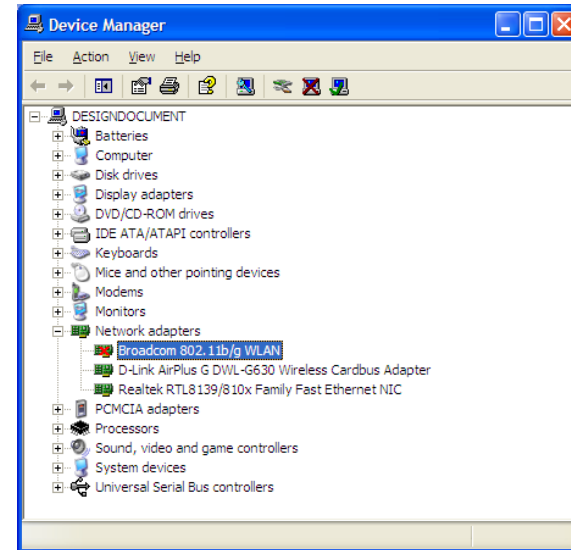 Device Manager
File Action View Help
DESIGNDOCUMENT
Batteries
Computer
Disk drives
Display adapters
DVD/CD-ROM drives
IDE ATA/ATAPI controllers
Keyboards
Mice and other pointing devices
Modems
Monitors
Network adapters
Broadcom 802.11b/g WLAN
D-Link AirPlus G DWL-G630 Wireless Cardbus Adapter
Realtek RTL8139/810x Family Fast Ethernet NIC
PCMCIA adapters
Processors
Sound, video and game controllers
System devices
Universal Serial Bus controllers